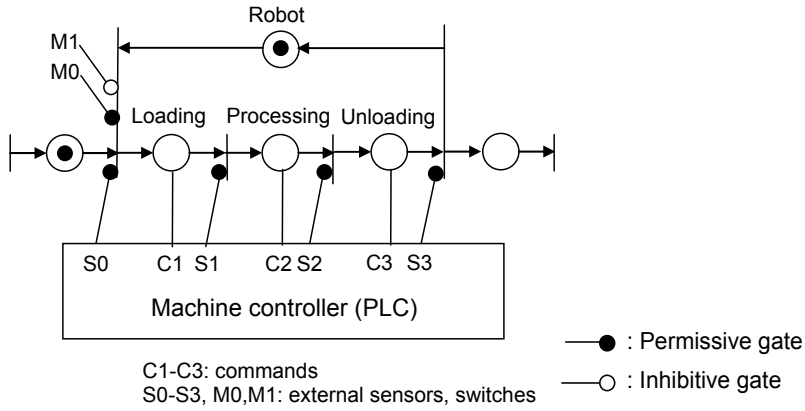 Robot
M1
M0
Loading Processing Unloading
S0 C1 S1 C2 S2 C3 S3
Machine controller (PLC)
: Permissive gate
C1-C3: commands
: Inhibitive gate
S0-S3, M0,M1: external sensors, switches